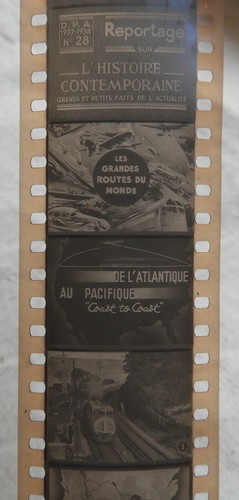 D.P.A.
1937-1938
N° 28
Reportage
SUR
L'HISTOIRE
CONTEMPORAINE
GRANDS ET PETITS FAITS DE L'ACTUALITÉ
LES
GRANDES
ROUTES DU
MONDE
DE L'ATLANTIQUE
AU PACIFIQUE
"Coast to Coast"
1